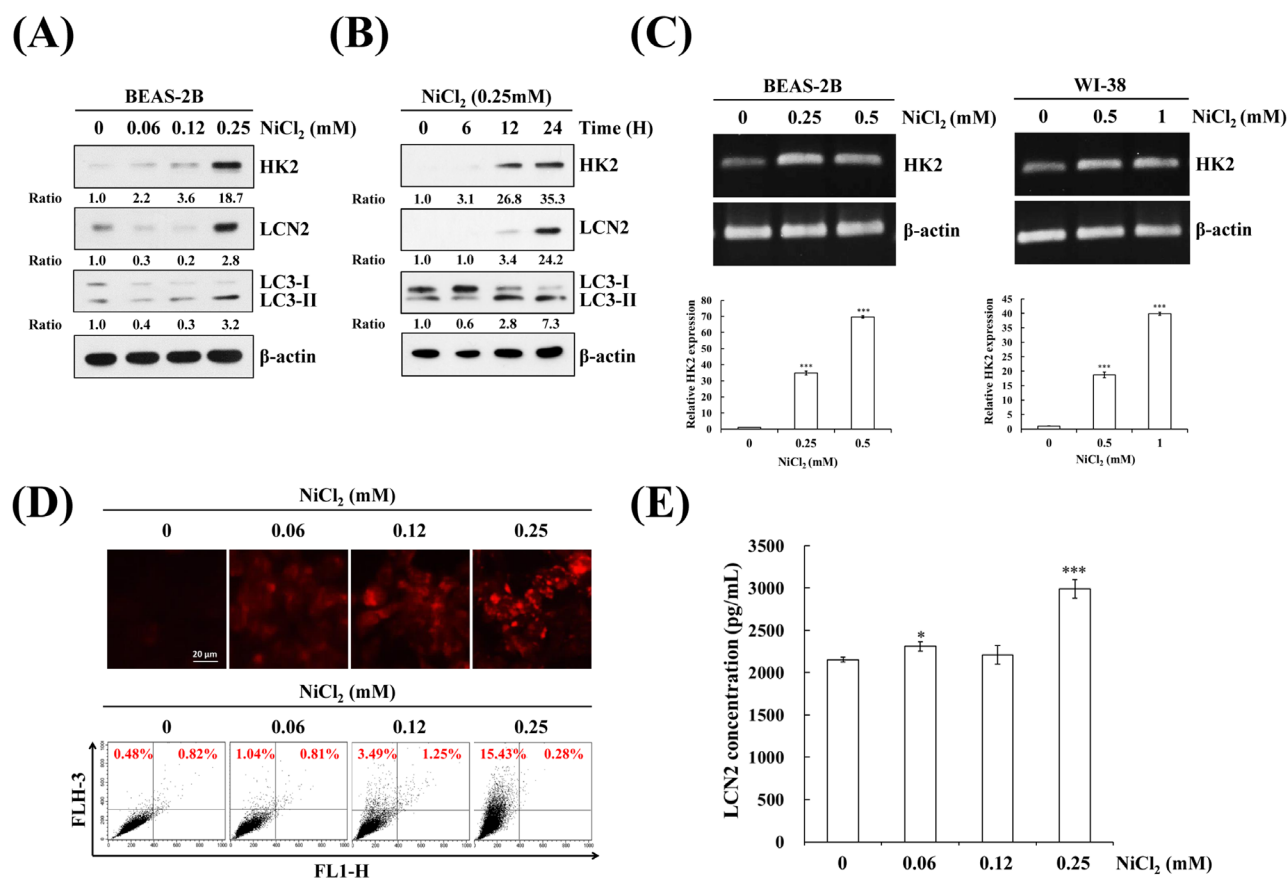 (A)
BEAS-2B
0 0.06 0.12 0.25 NiCl2 (mM)
HK2
Ratio 1.0 2.2 3.6 18.7
LCN2
Ratio 1.0 0.3 0.2 2.8
LC3-I
LC3-II
Ratio 1.0 0.4 0.3 3.2
β-actin
(B)
NiCl2 (0.25mM)
0 6 12 24 Time (H)
HK2
Ratio 1.0 3.1 26.8 35.3
LCN2
Ratio 1.0 1.0 3.4 24.2
LC3-I
LC3-II
Ratio 1.0 0.6 2.8 7.3
β-actin
(C)
BEAS-2B
0 0.25 0.5 NiCl2 (mM)
HK2
β-actin
Relative HK2 expression
80
70
60
50
40
30
20
10
0
***
***
0 0.25 0.5
NiCl2 (mM)
WI-38
0 0.5 1 NiCl2 (mM)
HK2
β-actin
Relative HK2 expression
45
40
35
30
25
20
15
10
5
0
***
***
0 0.5 1
NiCl2 (mM)
(D)
NiCl2 (mM)
0 0.06 0.12 0.25
20 μm
NiCl2 (mM)
0 0.06 0.12 0.25
0.48% 0.82% 1.04% 0.81% 3.49% 1.25% 15.43% 0.28%
FLH-3
FL1-H
(E)
LCN2 concentration (pg/mL)
3500
3000
2500
2000
1500
1000
500
0
*
***
0 0.06 0.12 0.25 NiCl2 (mM)